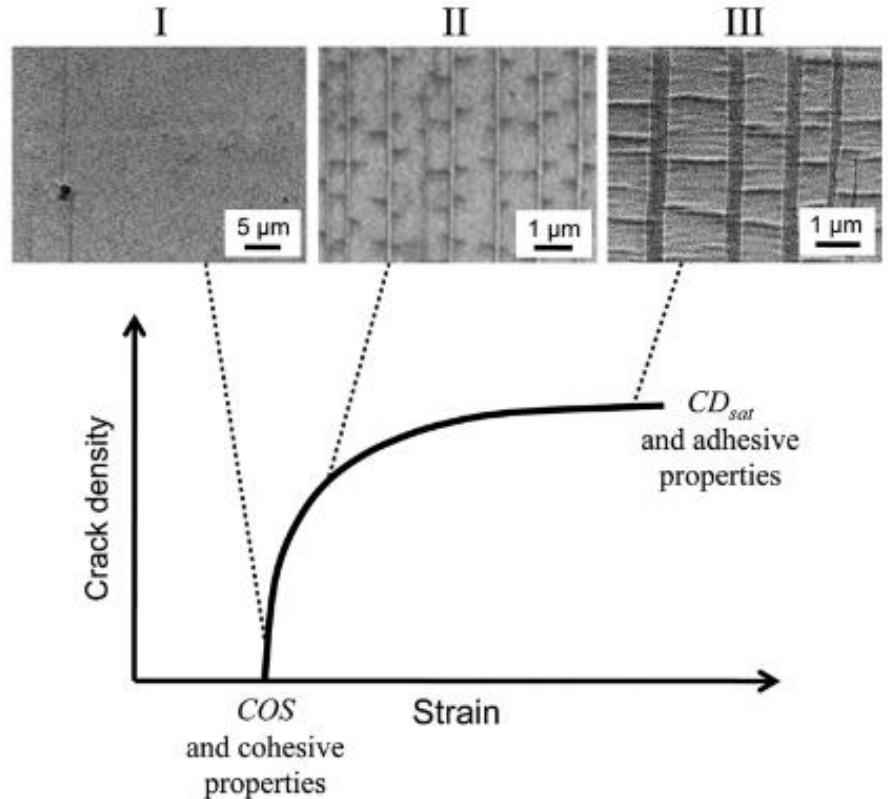 I
II
III
5 µm
1 µm
1 µm
Crack density
CDsat
and adhesive
properties
COS
and cohesive
properties
Strain